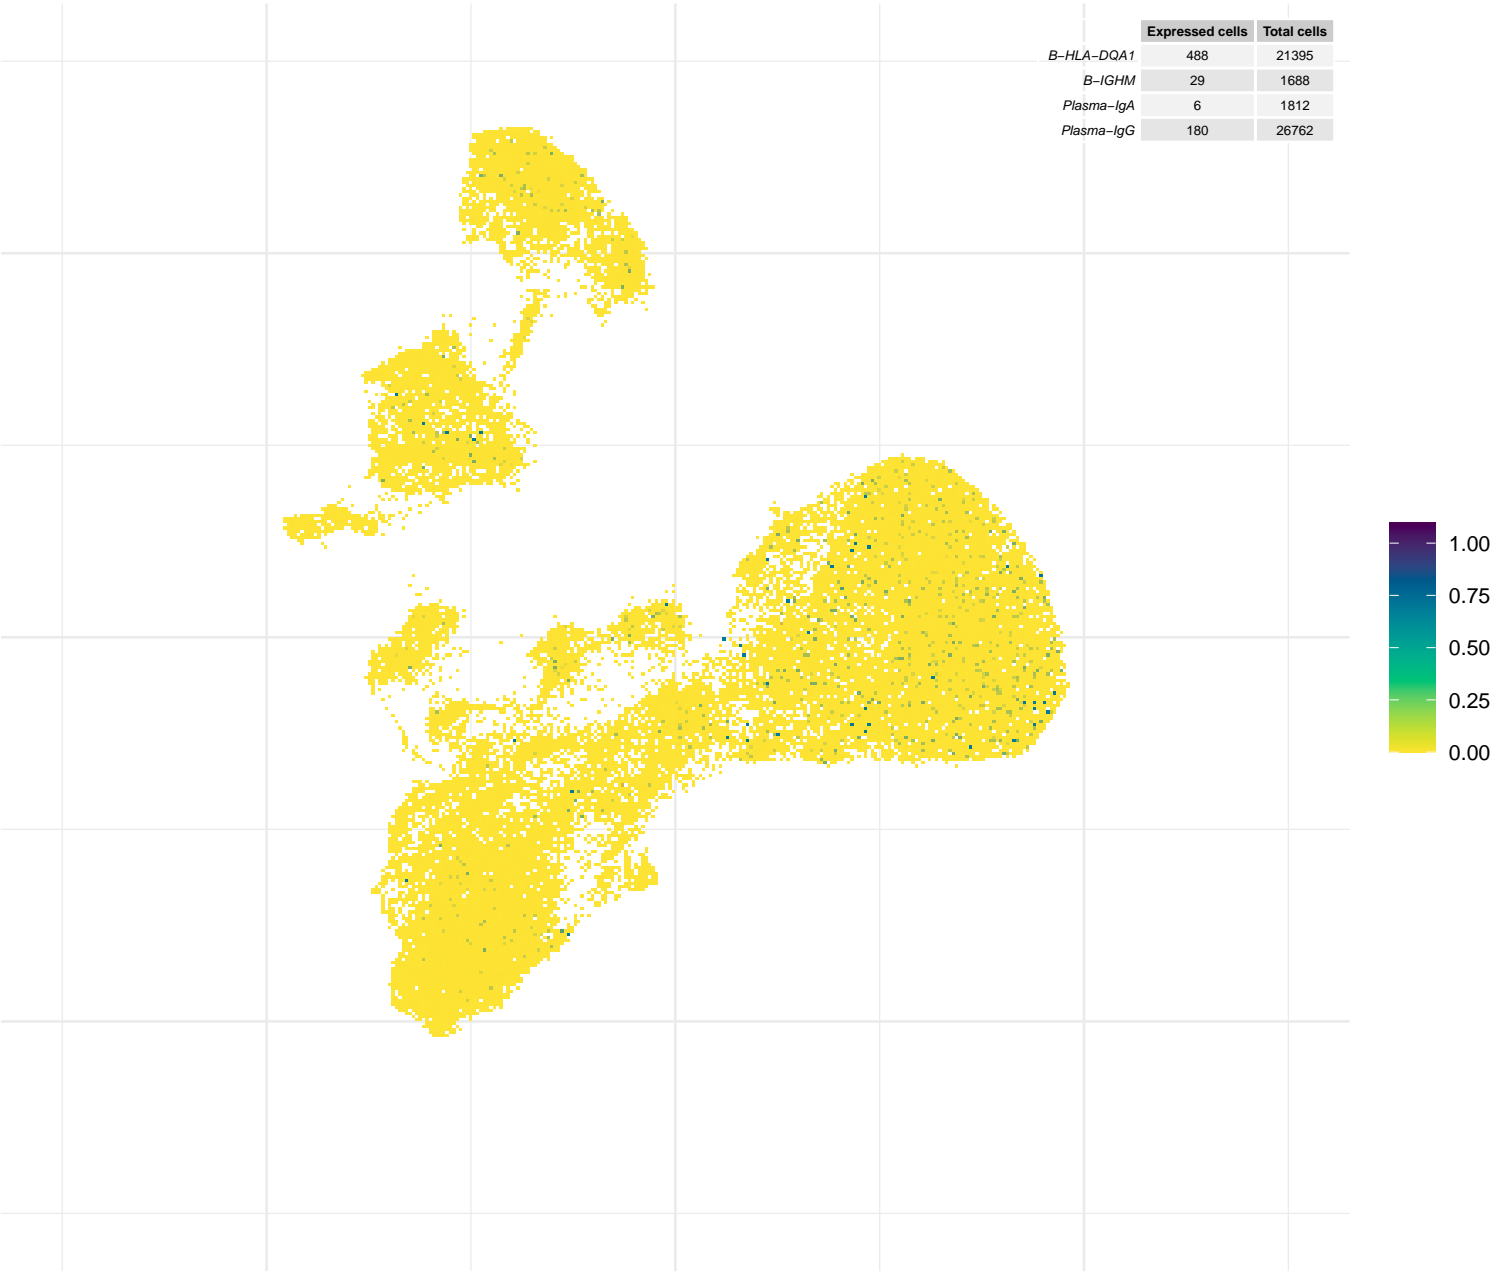 Expressed cells Total cells
B−HLA−DQA1 488 21395
B−IGHM 29 1688
Plasma−IgA 6 1812
Plasma−IgG 180 26762
1.00
0.75
0.50
0.25
0.00